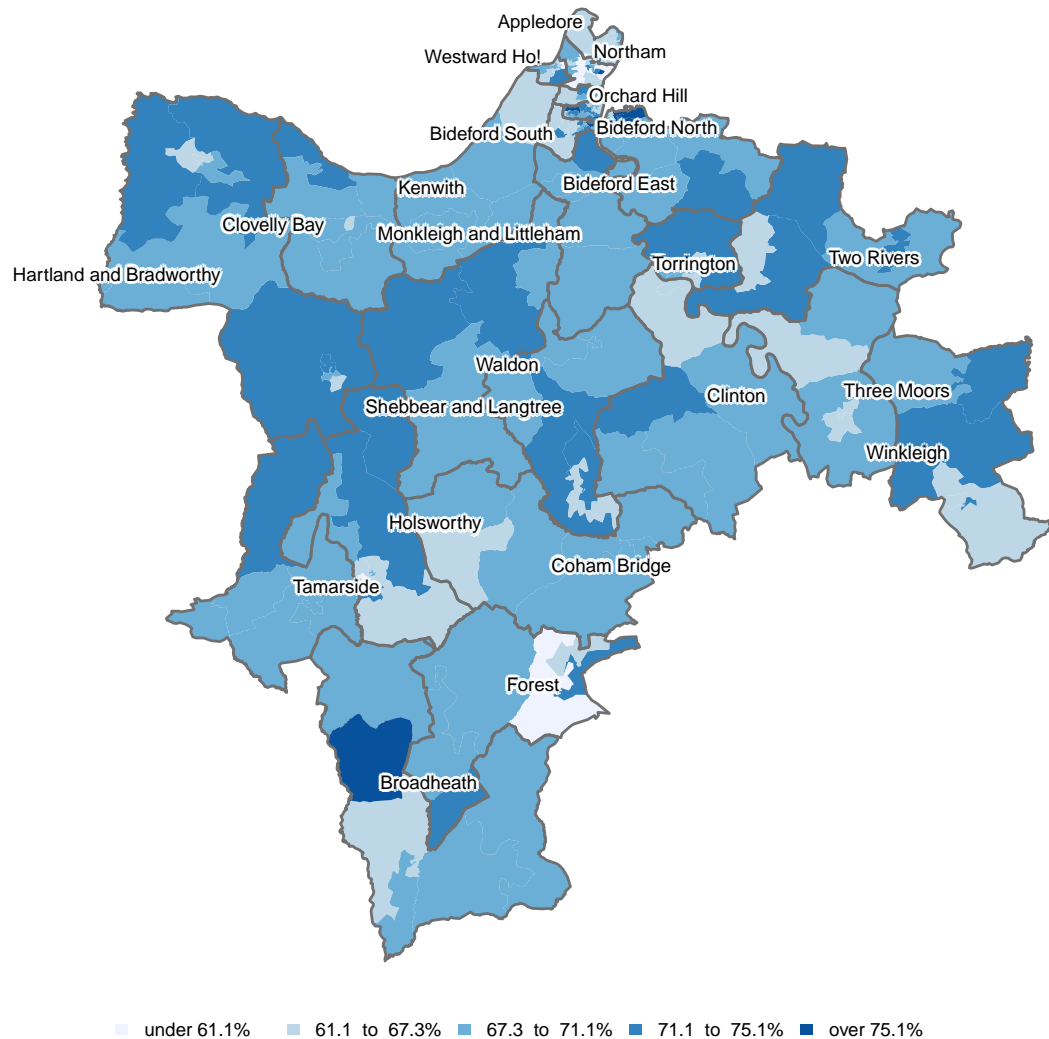 Appledore
Westward Ho!
Northam
Orchard Hill
Bideford South
Bideford North
Kenwith
Bideford East
Clovelly Bay
Monkleigh and Littleham
Hartland and Bradworthy
Torrington
Two Rivers
Waldon
Shebbear and Langtree
Clinton
Three Moors
Winkleigh
Holsworthy
Coham Bridge
Tamarside
Forest
Broadheath
under 61.1%
61.1 to 67.3%
67.3 to 71.1%
71.1 to 75.1%
over 75.1%